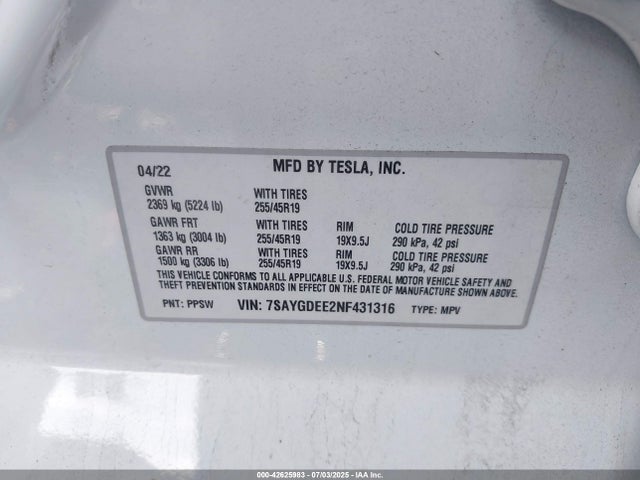 04/22 MFD BY TESLA, INC.
GVWR WITH TIRES
2369 kg (5224 lb) 255/45R19
GAWR FRT WITH TIRES RIM COLD TIRE PRESSURE
1363 kg (3004 lb) 255/45R19 19X9.5J 290 kPa, 42 psi
GAWR RR WITH TIRES RIM COLD TIRE PRESSURE
1500 kg (3306 lb) 255/45R19 19X9.5J 290 kPa, 42 psi
THIS VEHICLE CONFORMS TO ALL APPLICABLE U.S. FEDERAL MOTOR VEHICLE SAFETY AND
THEFT PREVENTION STANDARDS IN EFFECT ON THE DATE OF MANUFACTURE SHOWN ABOVE.
PNT: PPSW VIN: 7SAYGDEE2NF431316 TYPE: MPV
000-42625983 - 07/03/2025 - IAA Inc.